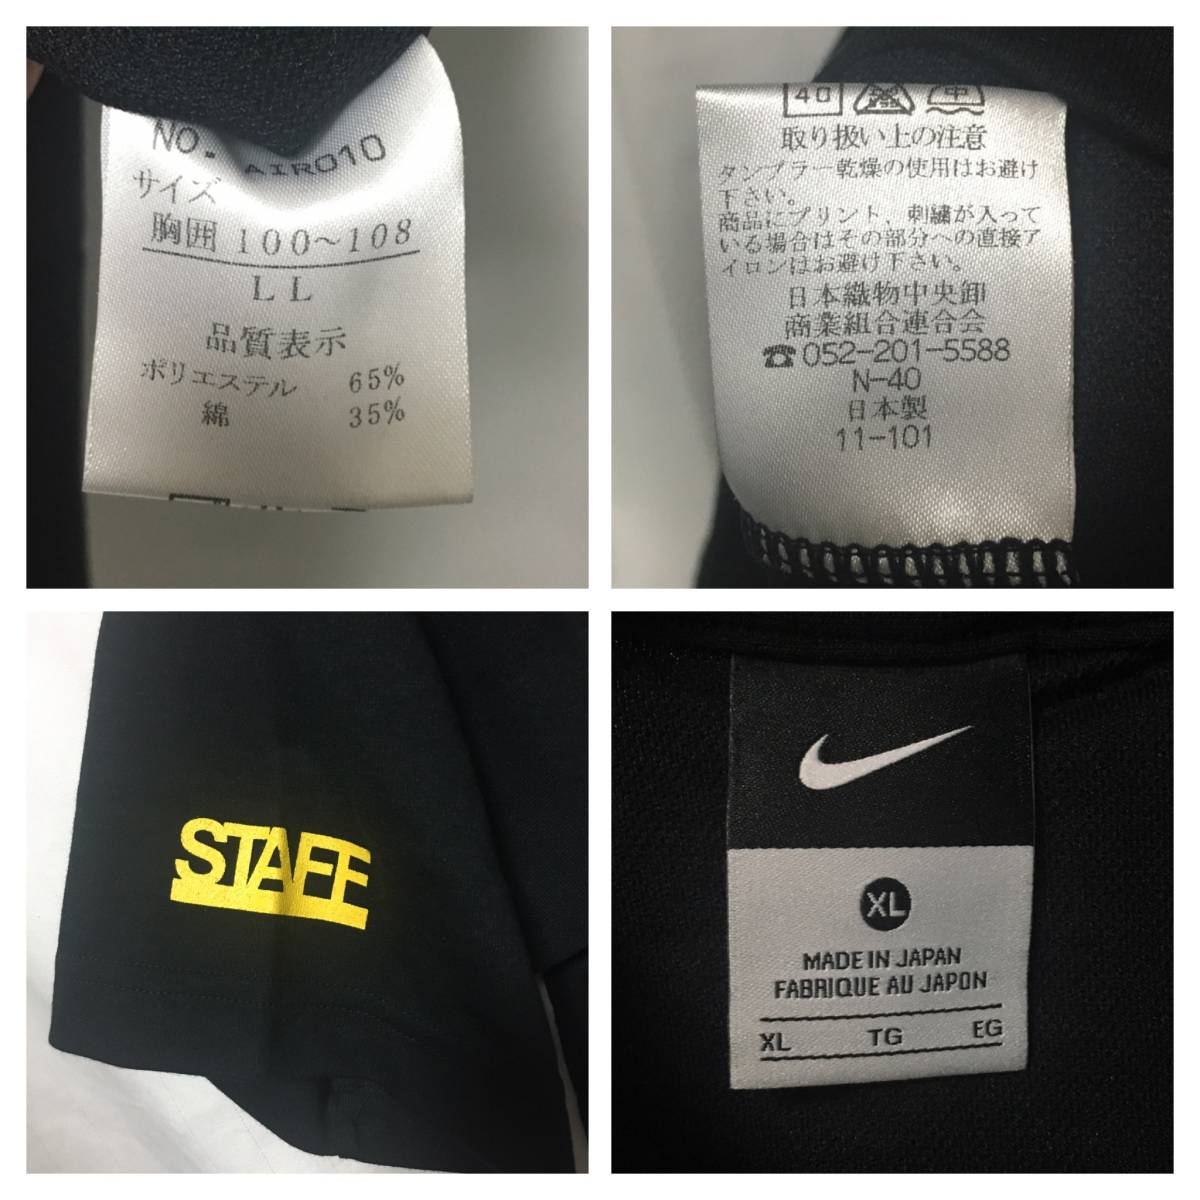 NO. AIR010
サイズ
胸囲 100~108
LL
品質表示
ポリエステル 65%
綿 35%
40 中
取り扱い上の注意
タンブラー乾燥の使用はお避け
下さい。
商品にプリント、刺繍が入って
いる場合はその部分への直接ア
イロンはお避け下さい。
日本織物中央卸
商業組合連合会
☎052-201-5588
N-40
日本製
11-101
STAFF
XL
MADE IN JAPAN
FABRIQUE AU JAPON
XL TG EG